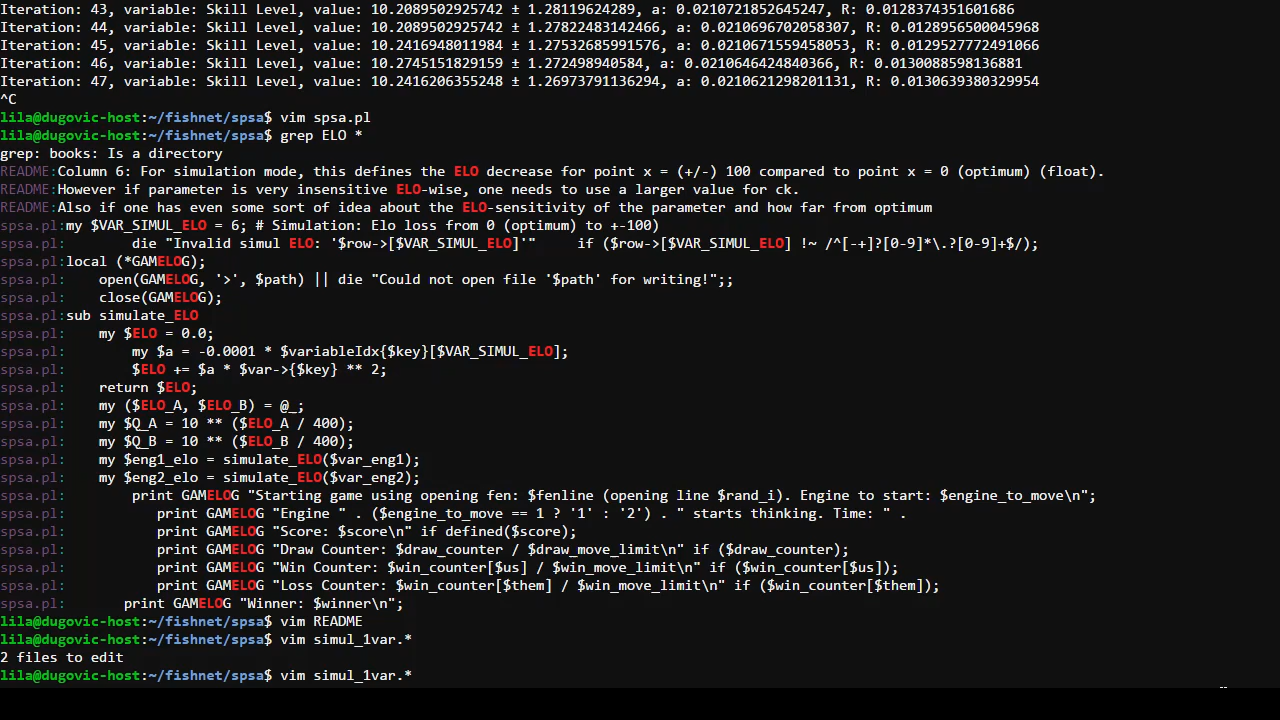 Iteration: 43, variable: Skill Level, value: 10.2089502925742 ± 1.28119624289, a: 0.0210721852645247, R: 0.0128374351601686
Iteration: 44, variable: Skill Level, value: 10.2089502925742 ± 1.27822483142466, a: 0.0210696702058307, R: 0.0128956500045968
Iteration: 45, variable: Skill Level, value: 10.2416948011984 ± 1.27532685991576, a: 0.0210671559458053, R: 0.0129527772491066
Iteration: 46, variable: Skill Level, value: 10.2745151829159 ± 1.272498940584, a: 0.0210646424840366, R: 0.0130088598136881
Iteration: 47, variable: Skill Level, value: 10.2416206355248 ± 1.26973791136294, a: 0.0210621298201131, R: 0.0130639380329954
^C
lila@dugovic-host:~/fishnet/spsa$ vim spsa.pl
lila@dugovic-host:~/fishnet/spsa$ grep ELO *
grep: books: Is a directory
README:Column 6: For simulation mode, this defines the ELO decrease for point x = (+/-) 100 compared to point x = 0 (optimum) (float).
README:However if parameter is very insensitive ELO-wise, one needs to use a larger value for ck.
README:Also if one has even some sort of idea about the ELO-sensitivity of the parameter and how far from optimum
spsa.pl:my $VAR_SIMUL_ELO = 6; # Simulation: Elo loss from 0 (optimum) to +-100)
spsa.pl:        die "Invalid simul ELO: '$row->[$VAR_SIMUL_ELO]'"     if ($row->[$VAR_SIMUL_ELO] !~ /^[-+]?[0-9]*\.?[0-9]+$/);
spsa.pl:local (*GAMELOG);
spsa.pl:    open(GAMELOG, '>', $path) || die "Could not open file '$path' for writing!";;
spsa.pl:    close(GAMELOG);
spsa.pl:sub simulate_ELO
spsa.pl:    my $ELO = 0.0;
spsa.pl:        my $a = -0.0001 * $variableIdx{$key}[$VAR_SIMUL_ELO];
spsa.pl:        $ELO += $a * $var->{$key} ** 2;
spsa.pl:    return $ELO;
spsa.pl:    my ($ELO_A, $ELO_B) = @_;
spsa.pl:    my $Q_A = 10 ** ($ELO_A / 400);
spsa.pl:    my $Q_B = 10 ** ($ELO_B / 400);
spsa.pl:    my $eng1_elo = simulate_ELO($var_eng1);
spsa.pl:    my $eng2_elo = simulate_ELO($var_eng2);
spsa.pl:        print GAMELOG "Starting game using opening fen: $fenline (opening line $rand_i). Engine to start: $engine_to_move\n";
spsa.pl:           print GAMELOG "Engine " . ($engine_to_move == 1 ? '1' : '2') . " starts thinking. Time: " .
spsa.pl:           print GAMELOG "Score: $score\n" if defined($score);
spsa.pl:           print GAMELOG "Draw Counter: $draw_counter / $draw_move_limit\n" if ($draw_counter);
spsa.pl:           print GAMELOG "Win Counter: $win_counter[$us] / $win_move_limit\n" if ($win_counter[$us]);
spsa.pl:           print GAMELOG "Loss Counter: $win_counter[$them] / $win_move_limit\n" if ($win_counter[$them]);
spsa.pl:       print GAMELOG "Winner: $winner\n";
lila@dugovic-host:~/fishnet/spsa$ vim README
lila@dugovic-host:~/fishnet/spsa$ vim simul_1var.*
2 files to edit
lila@dugovic-host:~/fishnet/spsa$ vim simul_1var.*